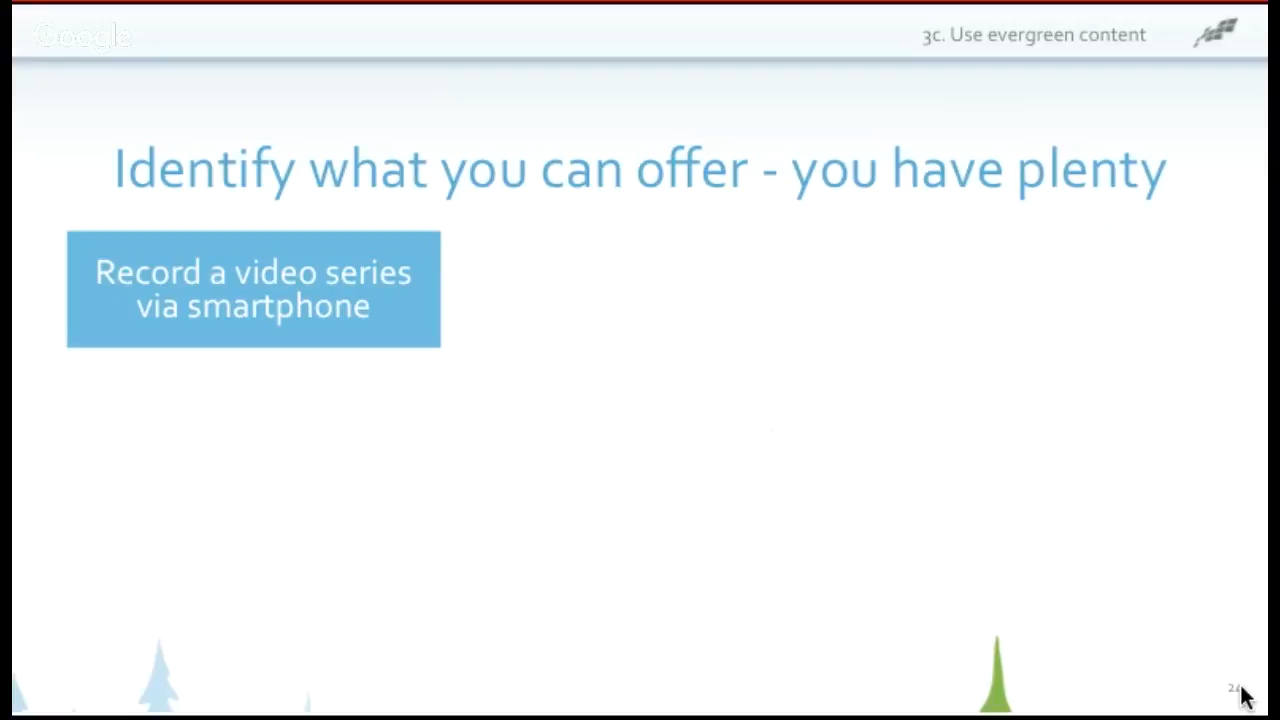 Google
3c. Use evergreen content
Identify what you can offer - you have plenty
Record a video series
via smartphone